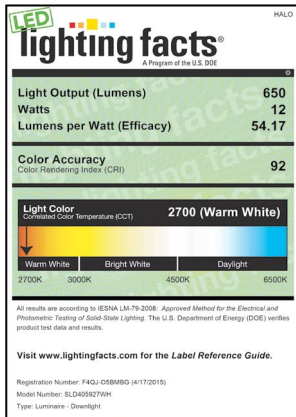 HALO
LED
lighting facts®
A Program of the U.S. DOE
Light Output (Lumens) 650
Watts 12
Lumens per Watt (Efficacy) 54.17
Color Accuracy
Color Rendering Index (CRI) 92
Light Color
Correlated Color Temperature (CCT) 2700 (Warm White)
Warm White Bright White Daylight
2700K 3000K 4500K 6500K
All results are according to IESNA LM-79-2008: Approved Method for the Electrical and
Photometric Testing of Solid-State Lighting. The U.S. Department of Energy (DOE) verifies
product test data and results.
Visit www.lightingfacts.com for the Label Reference Guide.
Registration Number: F4QJ-O5BMBG (4/17/2015)
Model Number: SLD405927WH
Type: Luminaire - Downlight